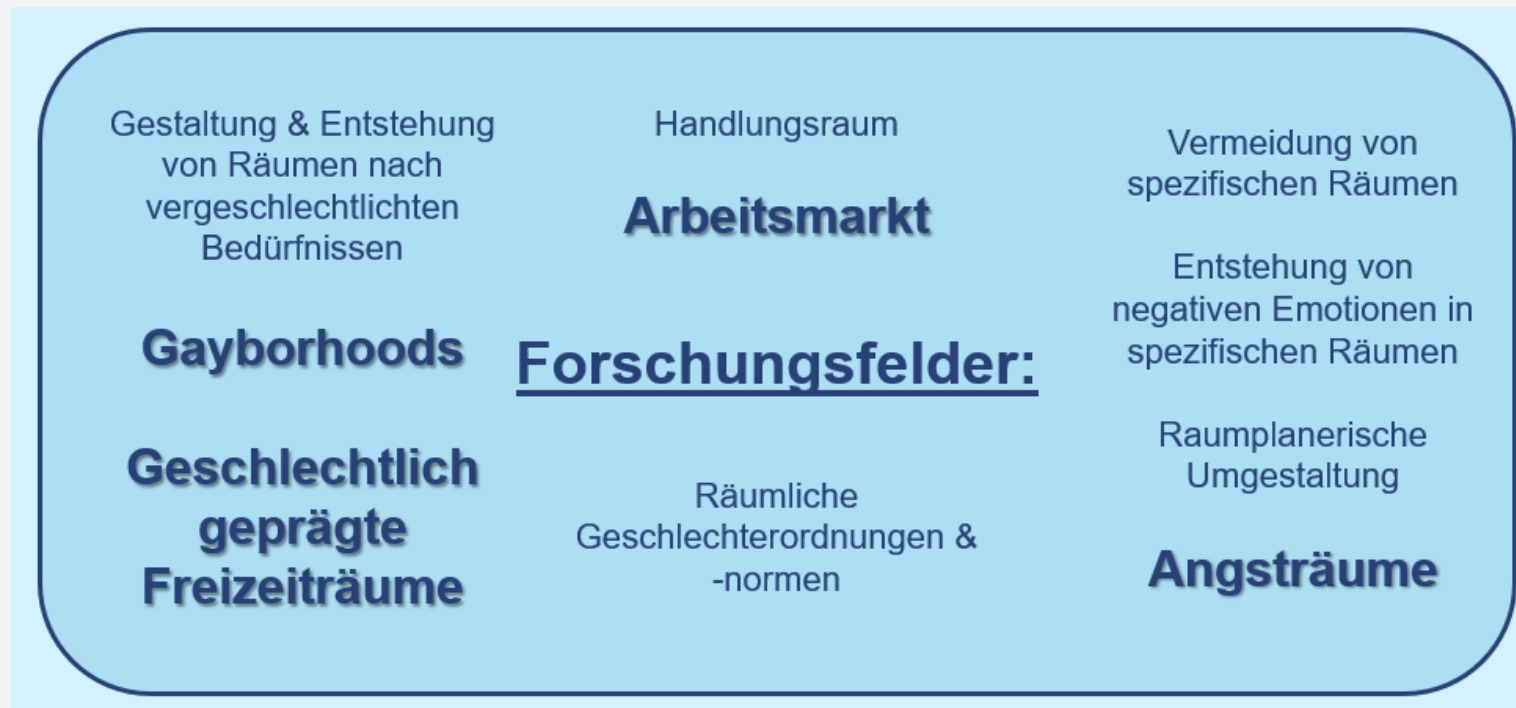 Gestaltung & Entstehung
von Räumen nach
vergeschlechtlichten
Bedürfnissen
Gayborhoods
Geschlechtlich
geprägte
Freizeiträume
Handlungsraum
Arbeitsmarkt
Forschungsfelder:
Räumliche
Geschlechterordnungen &
-normen
Vermeidung von
spezifischen Räumen
Entstehung von
negativen Emotionen in
spezifischen Räumen
Raumplanerische
Umgestaltung
Angsträume